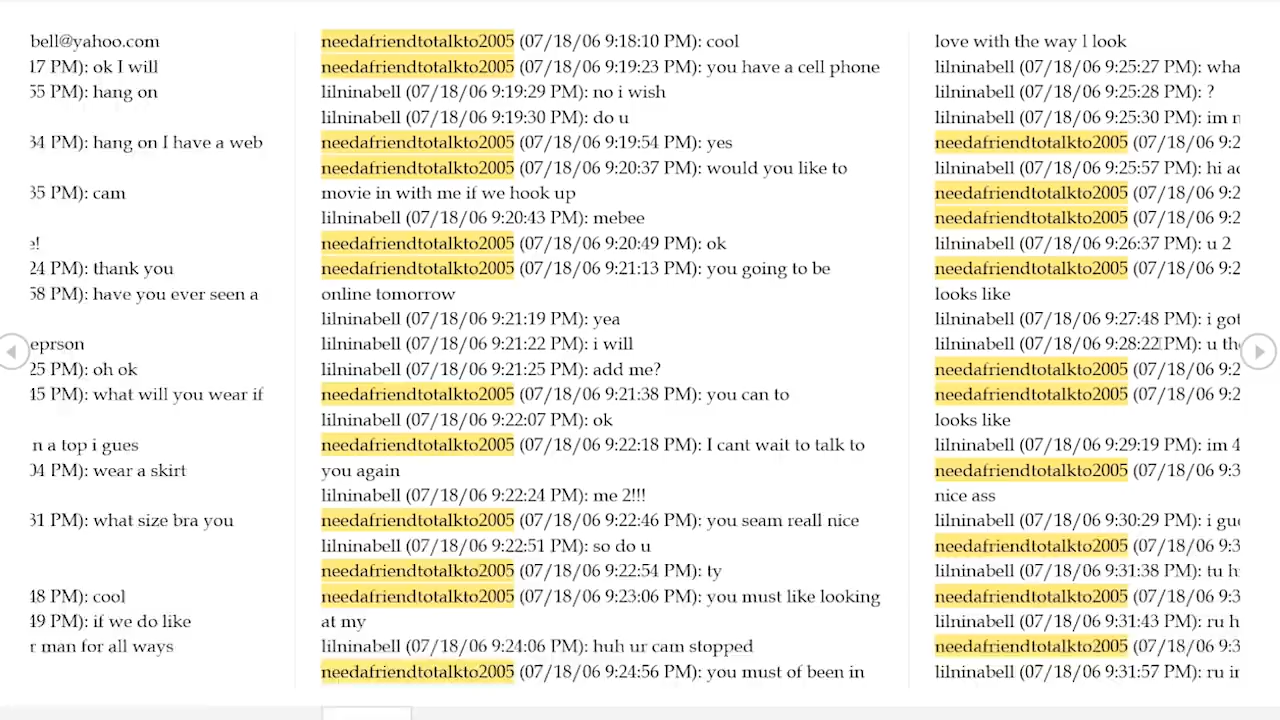 bell@yahoo.com
17 PM): ok I will
55 PM): hang on
34 PM): hang on I have a web
35 PM): cam
e!
24 PM): thank you
58 PM): have you ever seen a
eprson
25 PM): oh ok
45 PM): what will you wear if
n a top i gues
04 PM): wear a skirt
31 PM): what size bra you
48 PM): cool
49 PM): if we do like
r man for all ways
needafriendtotalkto2005 (07/18/06 9:18:10 PM): cool
needafriendtotalkto2005 (07/18/06 9:19:23 PM): you have a cell phone
lilninabell (07/18/06 9:19:29 PM): no i wish
lilninabell (07/18/06 9:19:30 PM): do u
needafriendtotalkto2005 (07/18/06 9:19:54 PM): yes
needafriendtotalkto2005 (07/18/06 9:20:37 PM): would you like to
movie in with me if we hook up
lilninabell (07/18/06 9:20:43 PM): mebee
needafriendtotalkto2005 (07/18/06 9:20:49 PM): ok
needafriendtotalkto2005 (07/18/06 9:21:13 PM): you going to be
online tomorrow
lilninabell (07/18/06 9:21:19 PM): yea
lilninabell (07/18/06 9:21:22 PM): i will
lilninabell (07/18/06 9:21:25 PM): add me?
needafriendtotalkto2005 (07/18/06 9:21:38 PM): you can to
lilninabell (07/18/06 9:22:07 PM): ok
needafriendtotalkto2005 (07/18/06 9:22:18 PM): I cant wait to talk to
you again
lilninabell (07/18/06 9:22:24 PM): me 2!!!
needafriendtotalkto2005 (07/18/06 9:22:46 PM): you seam reall nice
lilninabell (07/18/06 9:22:51 PM): so do u
needafriendtotalkto2005 (07/18/06 9:22:54 PM): ty
needafriendtotalkto2005 (07/18/06 9:23:06 PM): you must like looking
at my
lilninabell (07/18/06 9:24:06 PM): huh ur cam stopped
needafriendtotalkto2005 (07/18/06 9:24:56 PM): you must of been in
love with the way I look
lilninabell (07/18/06 9:25:27 PM): wha
lilninabell (07/18/06 9:25:28 PM): ?
lilninabell (07/18/06 9:25:30 PM): im
needafriendtotalkto2005 (07/18/06 9:2
lilninabell (07/18/06 9:25:57 PM): hi
needafriendtotalkto2005 (07/18/06 9:2
needafriendtotalkto2005 (07/18/06 9:2
lilninabell (07/18/06 9:26:37 PM): u 2
needafriendtotalkto2005 (07/18/06 9:2
looks like
lilninabell (07/18/06 9:27:48 PM): i got
lilninabell (07/18/06 9:28:22 PM): u th
needafriendtotalkto2005 (07/18/06 9:2
needafriendtotalkto2005 (07/18/06 9:2
looks like
lilninabell (07/18/06 9:29:19 PM): im 4
needafriendtotalkto2005 (07/18/06 9:3
nice ass
lilninabell (07/18/06 9:30:29 PM): i gu
needafriendtotalkto2005 (07/18/06 9:3
lilninabell (07/18/06 9:31:38 PM): tu h
needafriendtotalkto2005 (07/18/06 9:3
lilninabell (07/18/06 9:31:43 PM): ru h
needafriendtotalkto2005 (07/18/06 9:3
lilninabell (07/18/06 9:31:57 PM): ru i